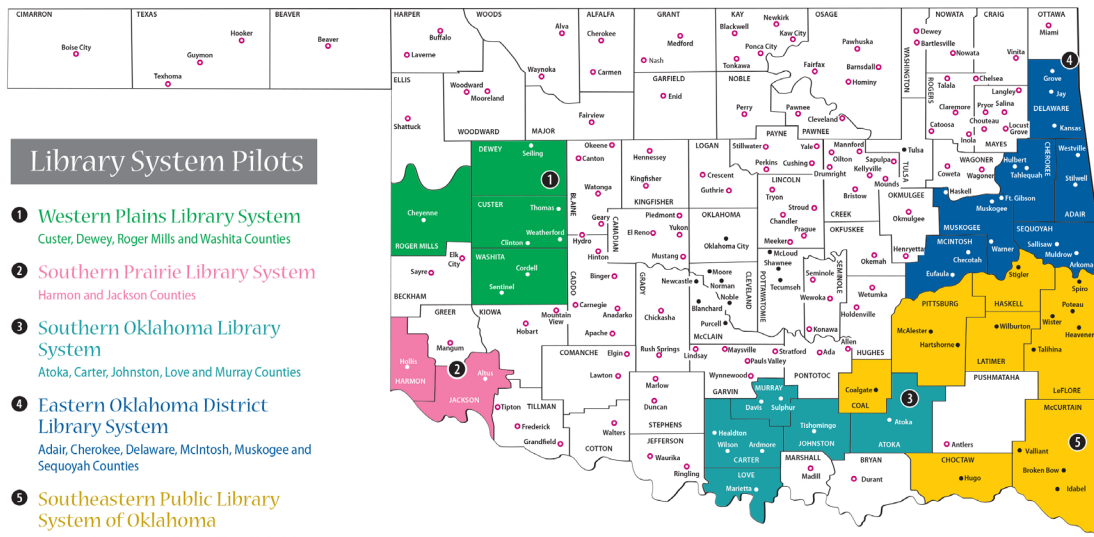 CIMARRON
TEXAS
BEAVER
HARPER
WOODS
ALFALFA
GRANT
KAY
OSAGE
NOWATA
CRAIG
OTTAWA
Boise City
Hooker
Guymon
Texhoma
Beaver
Buffalo
Laverne
Alva
Waynoka
Cherokee
Carmen
Medford
Nash
Blackwell
Newkirk
Kaw City
Ponca City
Tonkawa
Pawhuska
Fairfax
Barnsdall
Hominy
WASHINGTON
Dewey
Bartlesville
Nowata
Vinita
Miami
4
ELLIS
Woodward
Mooreland
Shattuck
WOODWARD
MAJOR
Fairview
GARFIELD
Enid
NOBLE
Perry
Pawnee
Cleveland
PAWNEE
PAYNE
ROGERS
Talala
Chelsea
Claremore
Catoosa
Inola
Langley
Pryor
Salina
Chouteau
Locust
Grove
MAYES
Grove
Jay
DELAWARE
Kansas
Library System Pilots
1 Western Plains Library System
Custer, Dewey, Roger Mills and Washita Counties
2 Southern Prairie Library System
Harmon and Jackson Counties
3 Southern Oklahoma Library
System
Atoka, Carter, Johnston, Love and Murray Counties
4 Eastern Oklahoma District
Library System
Adair, Cherokee, Delaware, McIntosh, Muskogee and
Sequoyah Counties
5 Southeastern Public Library
System of Oklahoma
DEWEY
Seiling
1
CUSTER
Thomas
Weatherford
Clinton
Cheyenne
ROGER MILLS
WASHITA
Cordell
Sentinel
Okeene
Canton
BLAINE
Watonga
Geary
Hydro
Hinton
CANADIAN
Hennessey
Kingfisher
KINGFISHER
Piedmont
El Reno
Yukon
Mustang
LOGAN
Crescent
Guthrie
OKLAHOMA
Oklahoma City
Stillwater
Perkins
Yale
Cushing
LINCOLN
Tryon
Stroud
Chandler
Prague
Meeker
Mannford
Oilton
Drumright
Sapulpa
Kellyville
Mounds
Bristow
CREEK
Tulsa
TULSA
WAGONER
Coweta
Wagoner
OKMULGEE
Okmulgee
Henryetta
OKFUSKEE
Okemah
Haskell
Ft. Gibson
Muskogee
MUSKOGEE
CHEROKEE
Hulbert
Tahlequah
Westville
Stilwell
ADAIR
SEQUOYAH
Sallisaw
Muldrow
Arkoma
MCINTOSH
Warner
Checotah
Eufaula
Sayre
Elk
City
BECKHAM
GREER
Mangum
KIOWA
Hobart
Mountain
View
CADDO
Binger
Carnegie
Anadarko
Apache
GRADY
Chickasha
Rush Springs
Newcastle
Moore
Norman
Noble
Blanchard
Purcell
MCCLAIN
CLEVELAND
POTTAWATOMIE
McLoud
Shawnee
Tecumseh
SEMINOLE
Seminole
Wewoka
Konawa
Wetumka
Holdenville
HUGHES
Allen
Hollis
HARMON
2
Altus
JACKSON
Tipton
TILLMAN
Frederick
Grandfield
COMANCHE
Elgin
Lawton
COTTON
Walters
Marlow
Duncan
STEPHENS
JEFFERSON
Waurika
Ringling
Lindsay
Maysville
Pauls Valley
Wynnewood
GARVIN
Stratford
Ada
PONTOTOC
MURRAY
Davis
Sulphur
Healdton
Wilson
Ardmore
CARTER
LOVE
Marietta
Tishomingo
JOHNSTON
MARSHALL
Madill
BRYAN
Durant
Coalgate
COAL
3
Atoka
ATOKA
PITTSBURG
McAlester
Hartshorne
HASKELL
Stigler
Wilburton
LATIMER
Spiro
Poteau
Wister
Heavener
Talihina
LeFLORE
PUSHMATAHA
Antlers
CHOCTAW
Hugo
McCURTAIN
5
Valliant
Broken Bow
Idabel